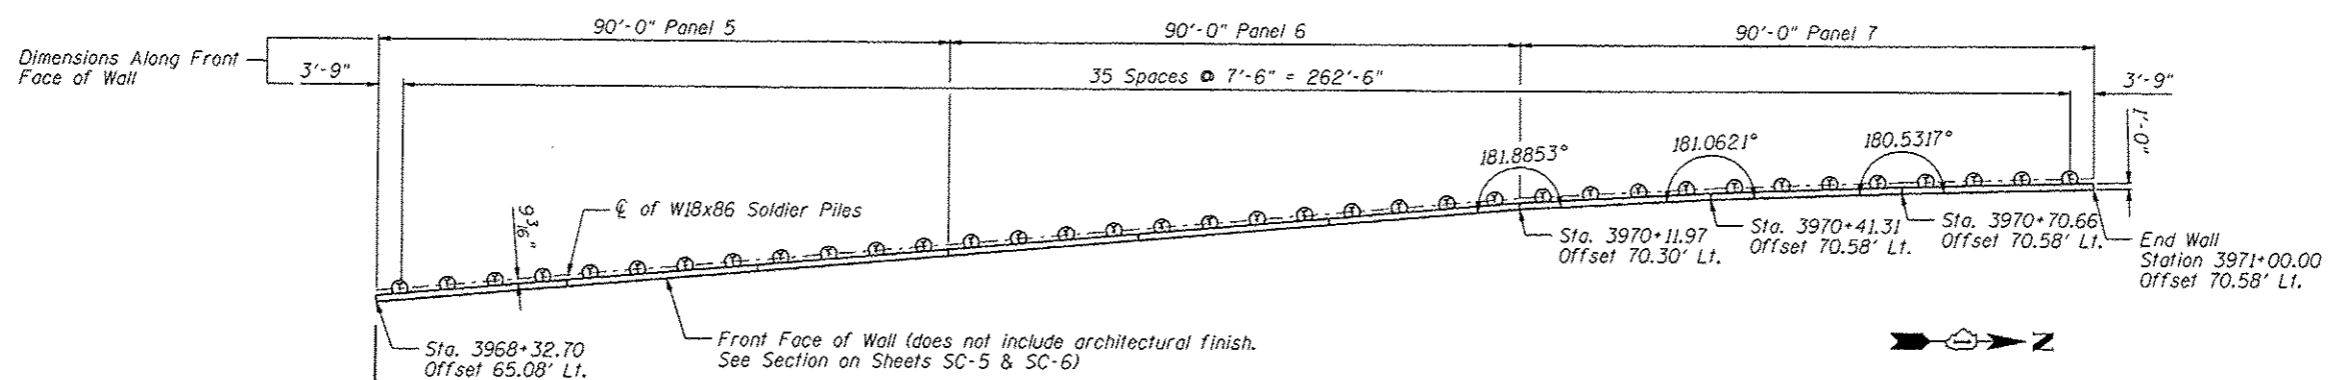 90'-0" Panel 5
90'-0" Panel 6
90'-0" Panel 7
Dimensions Along Front
Face of Wall
3'-9"
35 Spaces @ 7'-6" = 262'-6"
3'-9"
1'-0"
181.8853°
181.0621°
180.5317°
9 3/16"
℄ of W18x86 Soldier Piles
Sta. 3970+11.97
Offset 70.30' Lt.
Sta. 3970+41.31
Offset 70.58' Lt.
Sta. 3970+70.66
Offset 70.58' Lt.
End Wall
Station 3971+00.00
Offset 70.58' Lt.
Sta. 3968+32.70
Offset 65.08' Lt.
Front Face of Wall (does not include architectural finish.
See Section on Sheets SC-5 & SC-6)
N